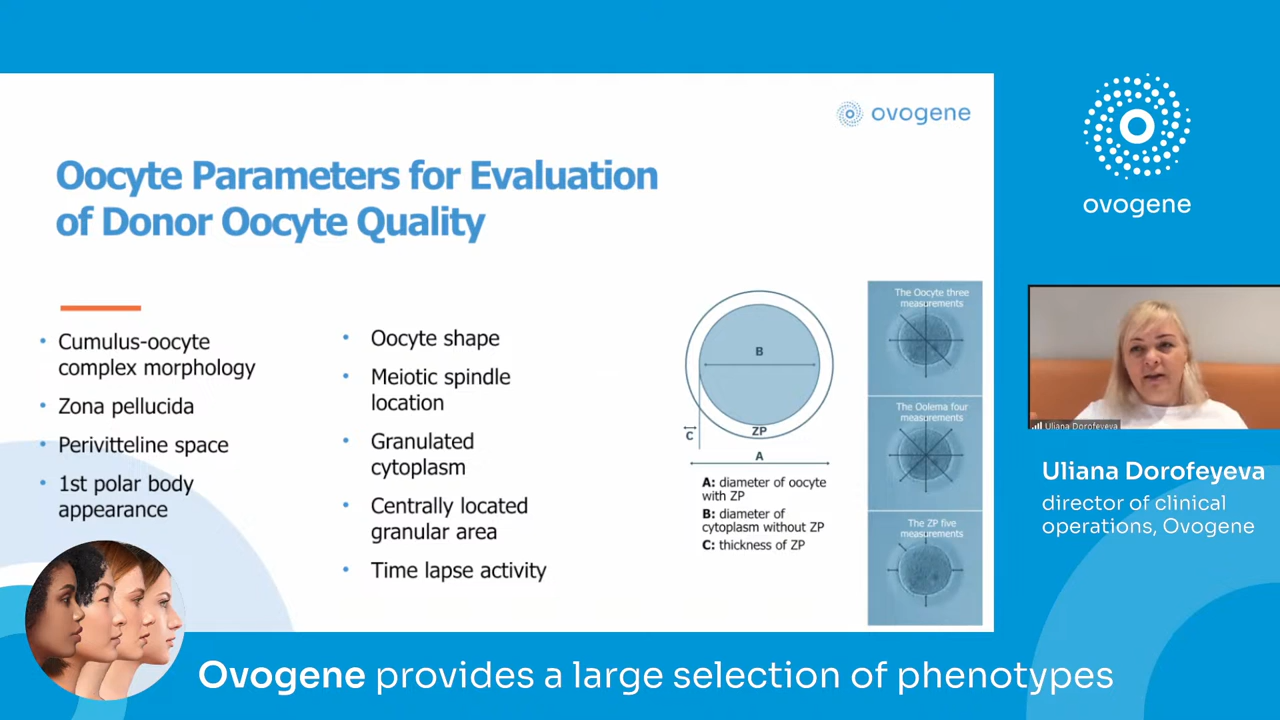 ovogene
Oocyte Parameters for Evaluation
of Donor Oocyte Quality
• Cumulus-oocyte
complex morphology
• Zona pellucida
• Perivitteline space
• 1st polar body
appearance
• Oocyte shape
• Meiotic spindle
location
• Granulated
cytoplasm
• Centrally located
granular area
• Time lapse activity
B
ZP
C
A
A: diameter of oocyte
with ZP
B: diameter of
cytoplasm without ZP
C: thickness of ZP
The Oocyte three
measurements
The Oolema four
measurements
The ZP five
measurements
ovogene
Uliana Dorofeyeva
Uliana Dorofeyeva
director of clinical
operations, Ovogene
Ovogene provides a large selection of phenotypes